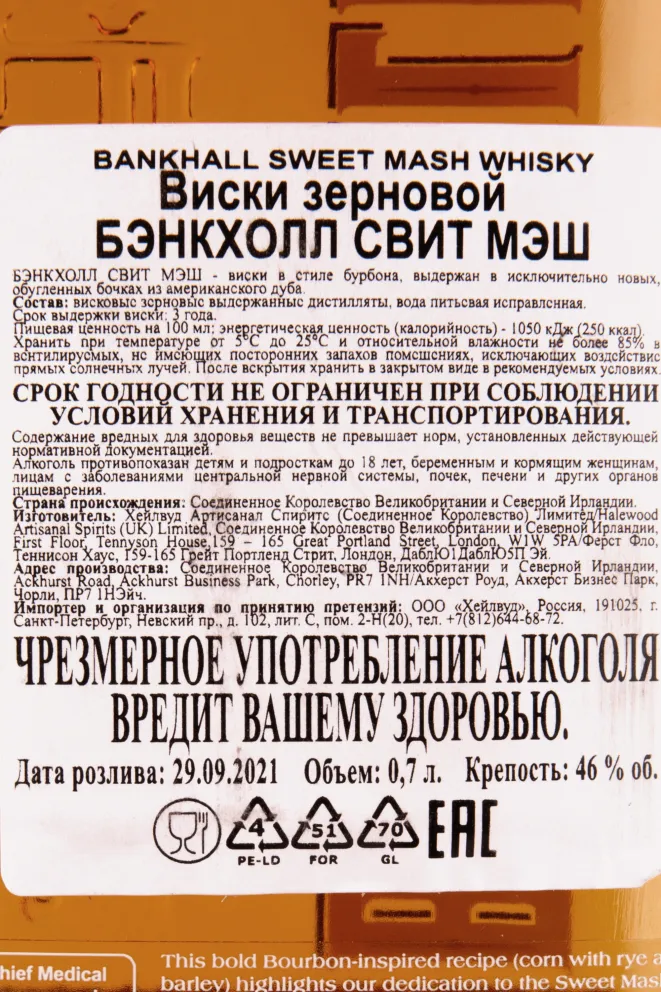 BANKHALL SWEET MASH WHISKY
Виски зерновой
БЭНКХОЛЛ СВИТ МЭШ
БЭНКХОЛЛ СВИТ МЭШ - виски в стиле бурбона, выдержан в исключительно новых,
обугленных бочках из американского дуба.
Состав: висковые зерновые выдержанные дистилляты, вода питьевая исправленная.
Срок выдержки виски: 3 года.
Пищевая ценность на 100 мл: энергетическая ценность (калорийность) - 1050 кДж (250 ккал).
Хранить при температуре от 5°С до 25°С и относительной влажности не более 85% в
вентилируемых, не имеющих посторонних запахов помещениях, исключающих воздействие
прямых солнечных лучей. После вскрытия хранить в закрытом виде в рекомендуемых условиях.
СРОК ГОДНОСТИ НЕ ОГРАНИЧЕН ПРИ СОБЛЮДЕНИИ
УСЛОВИЙ ХРАНЕНИЯ И ТРАНСПОРТИРОВАНИЯ.
Содержание вредных для здоровья веществ не превышает норм, установленных действующей
нормативной документацией.
Алкоголь противопоказан детям и подросткам до 18 лет, беременным и кормящим женщинам,
лицам с заболеваниями центральной нервной системы, почек, печени и других органов
пищеварения.
Страна происхождения: Соединенное Королевство Великобритании и Северной Ирландии.
Изготовитель: Хейлвуд Артисанал Спиритс (Соединенное Королевство) Лимитед/Halewood
Artisanal Spirits (UK) Limited, Соединенное Королевство Великобритании и Северной Ирландии,
First Floor, Tennyson House,159 – 165 Great Portland Street, London, W1W 5PA/Ферст Фло,
Теннисон Хаус, 159-165 Грейт Портленд Стрит, Лондон, ДаблЮ1ДаблЮ5П Эй.
Адрес производства: Соединенное Королевство Великобритании и Северной Ирландии,
Ackhurst Road, Ackhurst Business Park, Chorley, PR7 1NH/Акхерст Роуд, Акхерст Бизнес Парк,
Чорли, ПР7 1НЭйч.
Импортер и организация по принятию претензий: ООО «Хейлвуд», Россия, 191025, г.
Санкт-Петербург, Невский пр., д. 102, лит. С, пом. 2-Н(20), тел. +7(812)644-68-72.
ЧРЕЗМЕРНОЕ УПОТРЕБЛЕНИЕ АЛКОГОЛЯ
ВРЕДИТ ВАШЕМУ ЗДОРОВЬЮ.
Дата розлива: 29.09.2021 Объем: 0,7 л. Крепость: 46 % об.
4 51 70 EAC
PE-LD FOR GL
This bold Bourbon-inspired recipe (corn with rye a
hief Medical
barley) highlights our dedication to the Sweet Mas